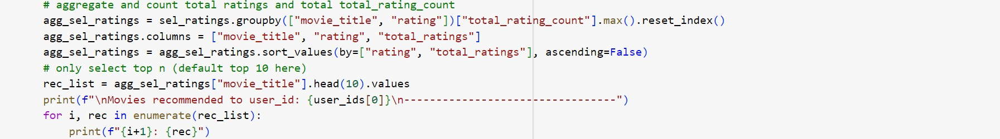 # aggregate and count total ratings and total total_rating_count
agg_sel_ratings = sel_ratings.groupby(["movie_title", "rating"])["total_rating_count"].max().reset_index()
agg_sel_ratings.columns = ["movie_title", "rating", "total_ratings"]
agg_sel_ratings = agg_sel_ratings.sort_values(by=["rating", "total_ratings"], ascending=False)
# only select top n (default top 10 here)
rec_list = agg_sel_ratings["movie_title"].head(10).values
print(f"\nMovies recommended to user_id: {user_ids[0]}\n---------------------------------")
for i, rec in enumerate(rec_list):
    print(f"{i+1}: {rec}")